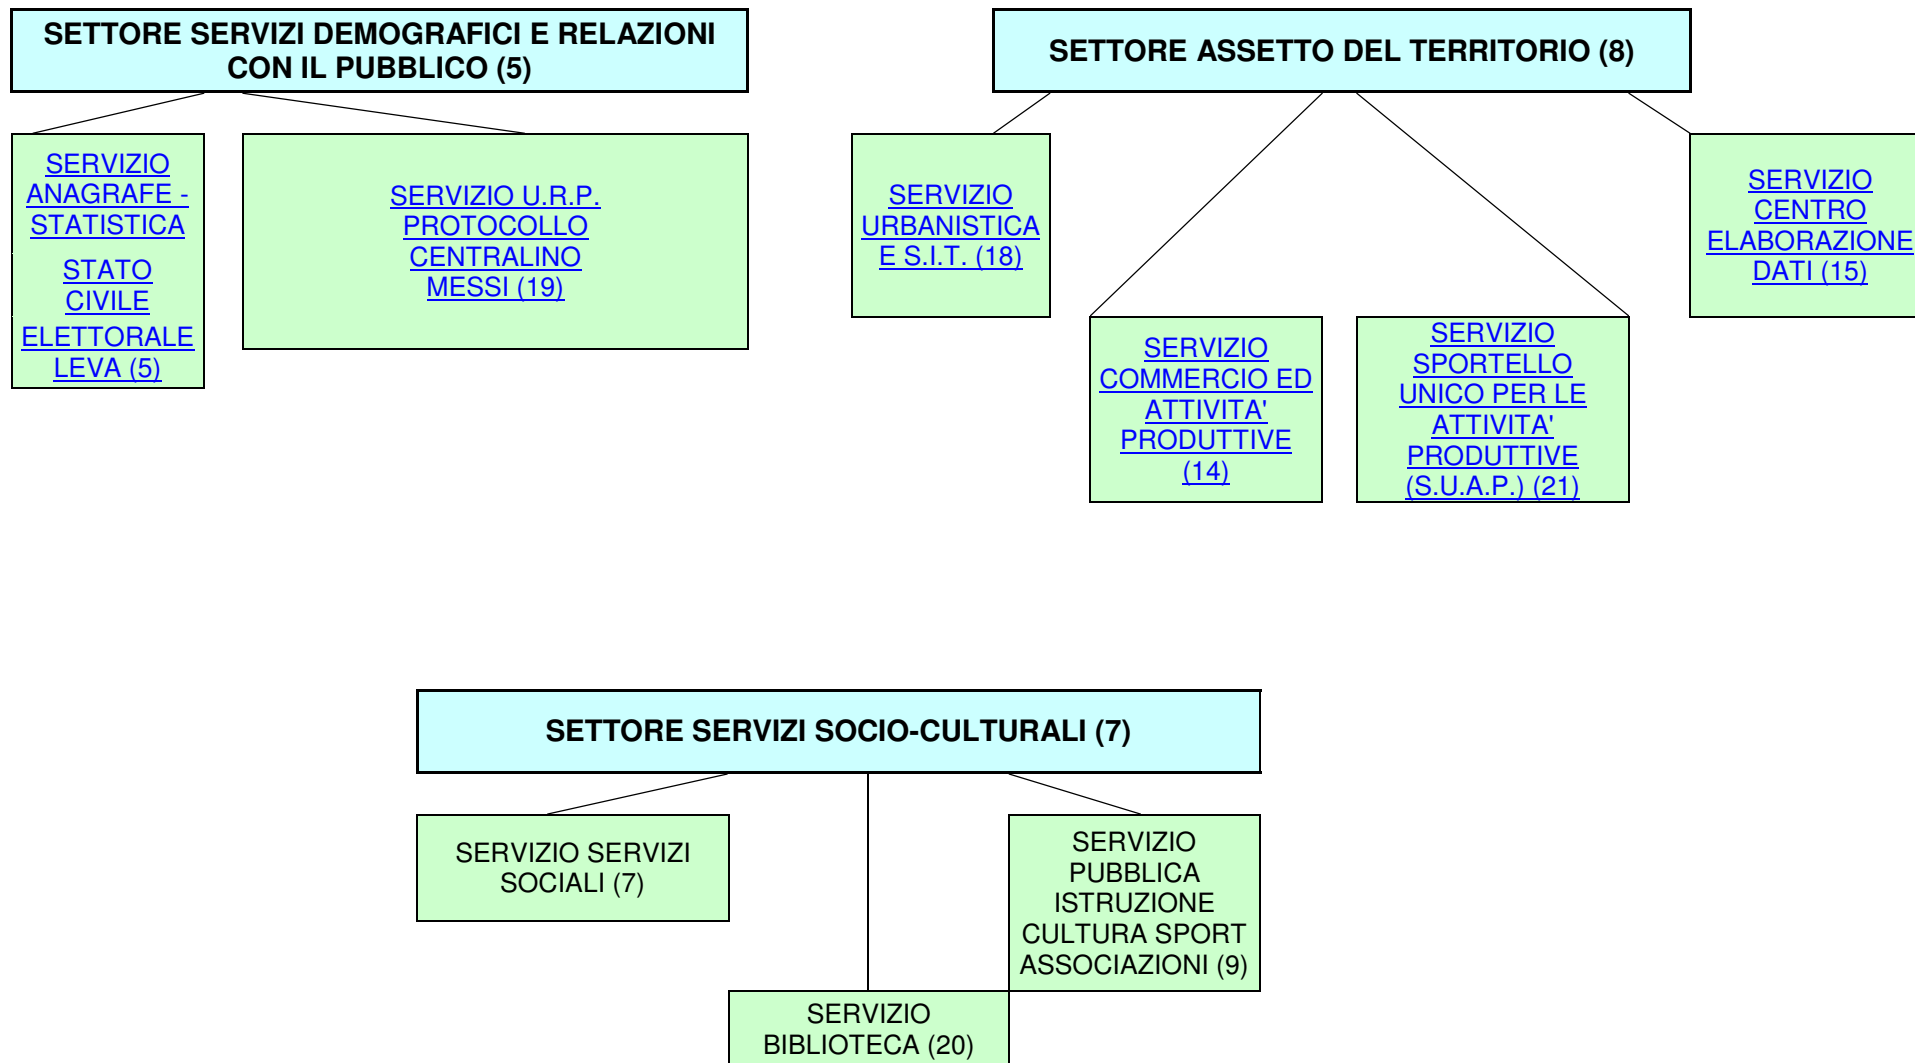 SETTORE SERVIZI DEMOGRAFICI E RELAZIONI
CON IL PUBBLICO (5)
SERVIZIO
ANAGRAFE -
STATISTICA
STATO
CIVILE
ELETTORALE
LEVA (5)
SERVIZIO U.R.P.
PROTOCOLLO
CENTRALINO
MESSI (19)
SETTORE ASSETTO DEL TERRITORIO (8)
SERVIZIO
URBANISTICA
E S.I.T. (18)
SERVIZIO
COMMERCIO ED
ATTIVITA'
PRODUTTIVE
(14)
SERVIZIO
SPORTELLO
UNICO PER LE
ATTIVITA'
PRODUTTIVE
(S.U.A.P.) (21)
SERVIZIO
CENTRO
ELABORAZIONE
DATI (15)
SETTORE SERVIZI SOCIO-CULTURALI (7)
SERVIZIO SERVIZI
SOCIALI (7)
SERVIZIO
BIBLIOTECA (20)
SERVIZIO
PUBBLICA
ISTRUZIONE
CULTURA SPORT
ASSOCIAZIONI (9)